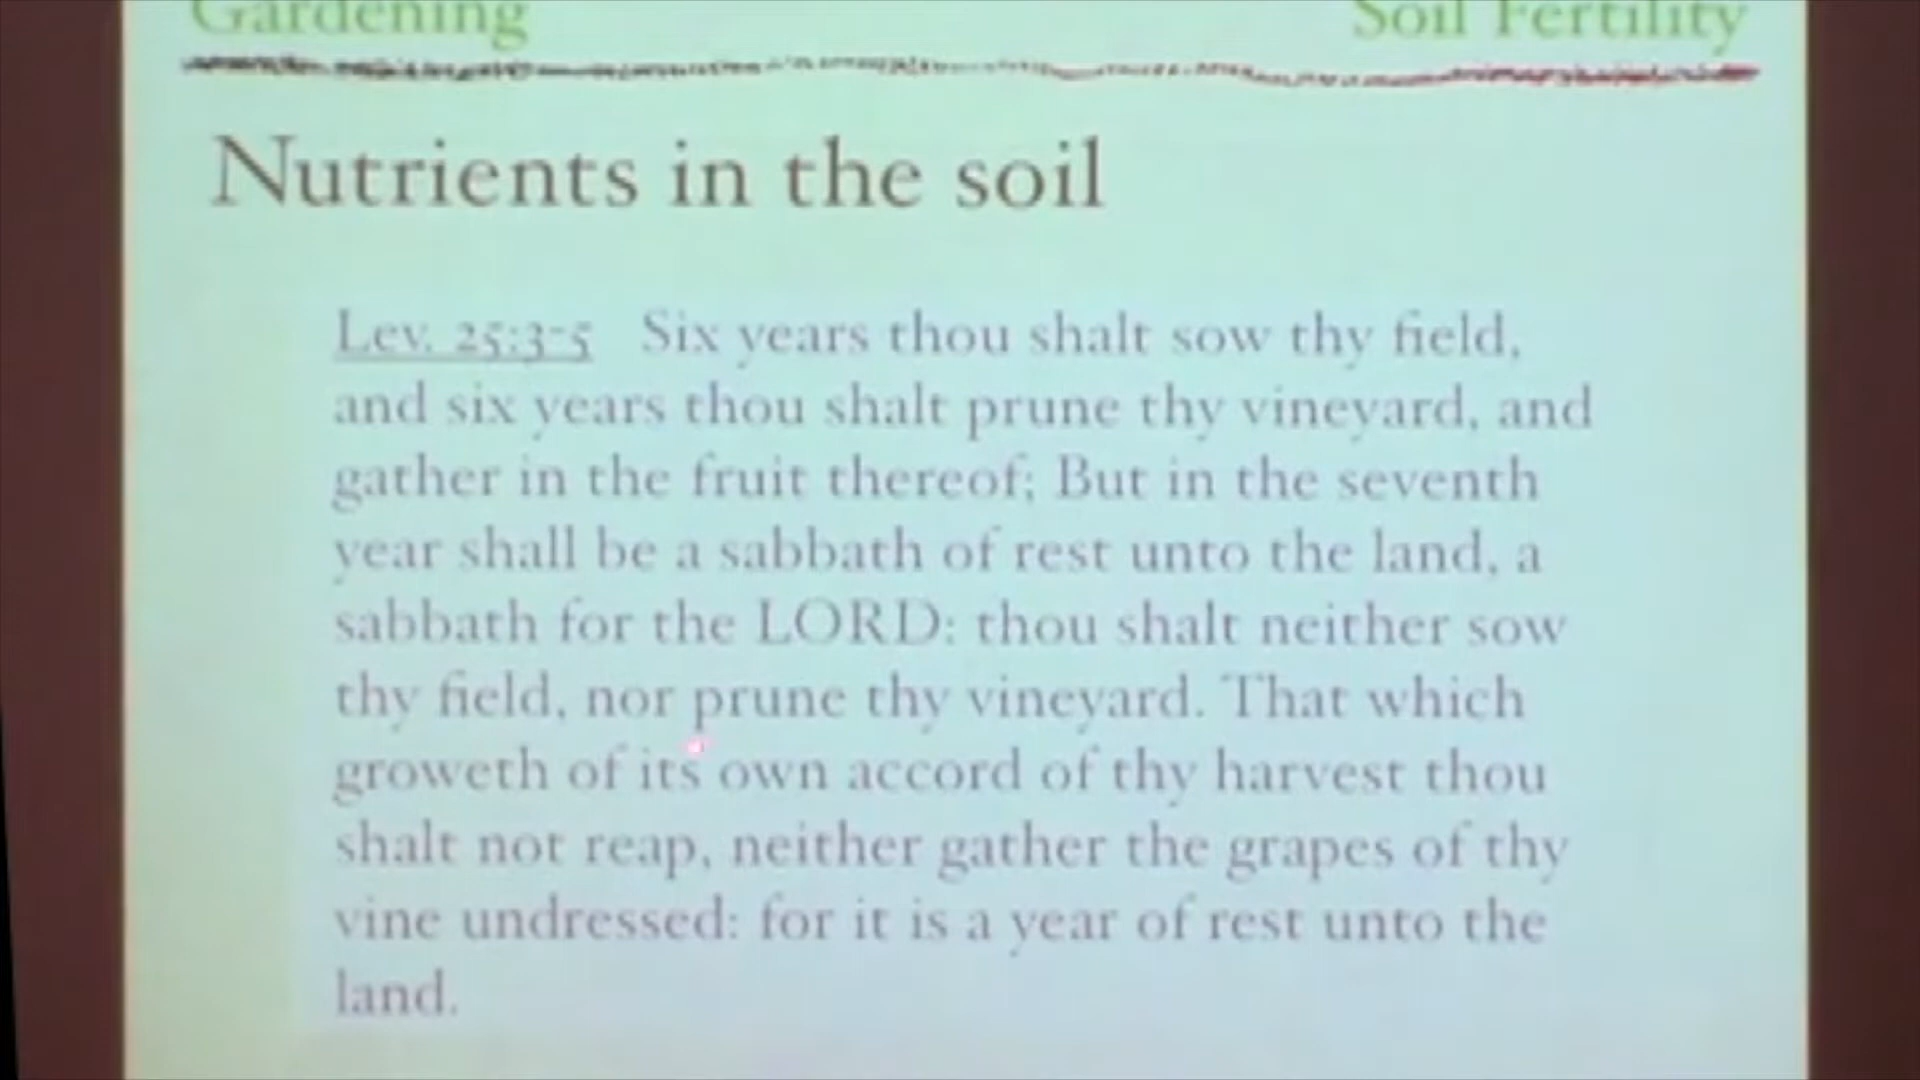 Gardening Soil Fertility
Nutrients in the soil
Lev. 25:3-5 Six years thou shalt sow thy field,
and six years thou shalt prune thy vineyard, and
gather in the fruit thereof; But in the seventh
year shall be a sabbath of rest unto the land, a
sabbath for the LORD: thou shalt neither sow
thy field, nor prune thy vineyard. That which
groweth of its own accord of thy harvest thou
shalt not reap, neither gather the grapes of thy
vine undressed: for it is a year of rest unto the
land.